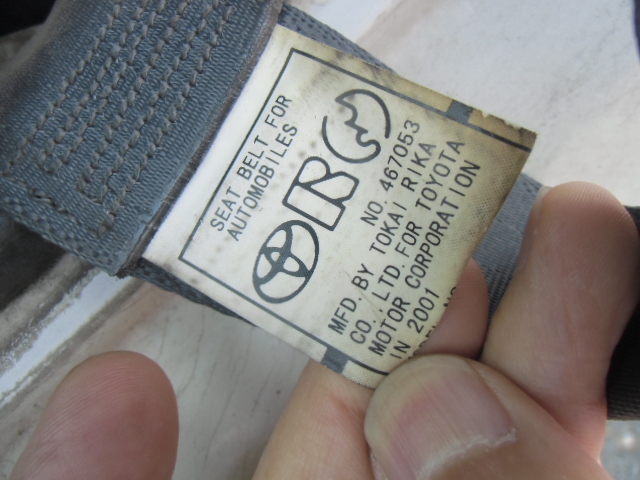 SEAT BELT FOR
AUTOMOBILES
NO. 467053
MFD. BY TOKAI RIKA
CO., LTD. FOR TOYOTA
MOTOR CORPORATION
IN 2001